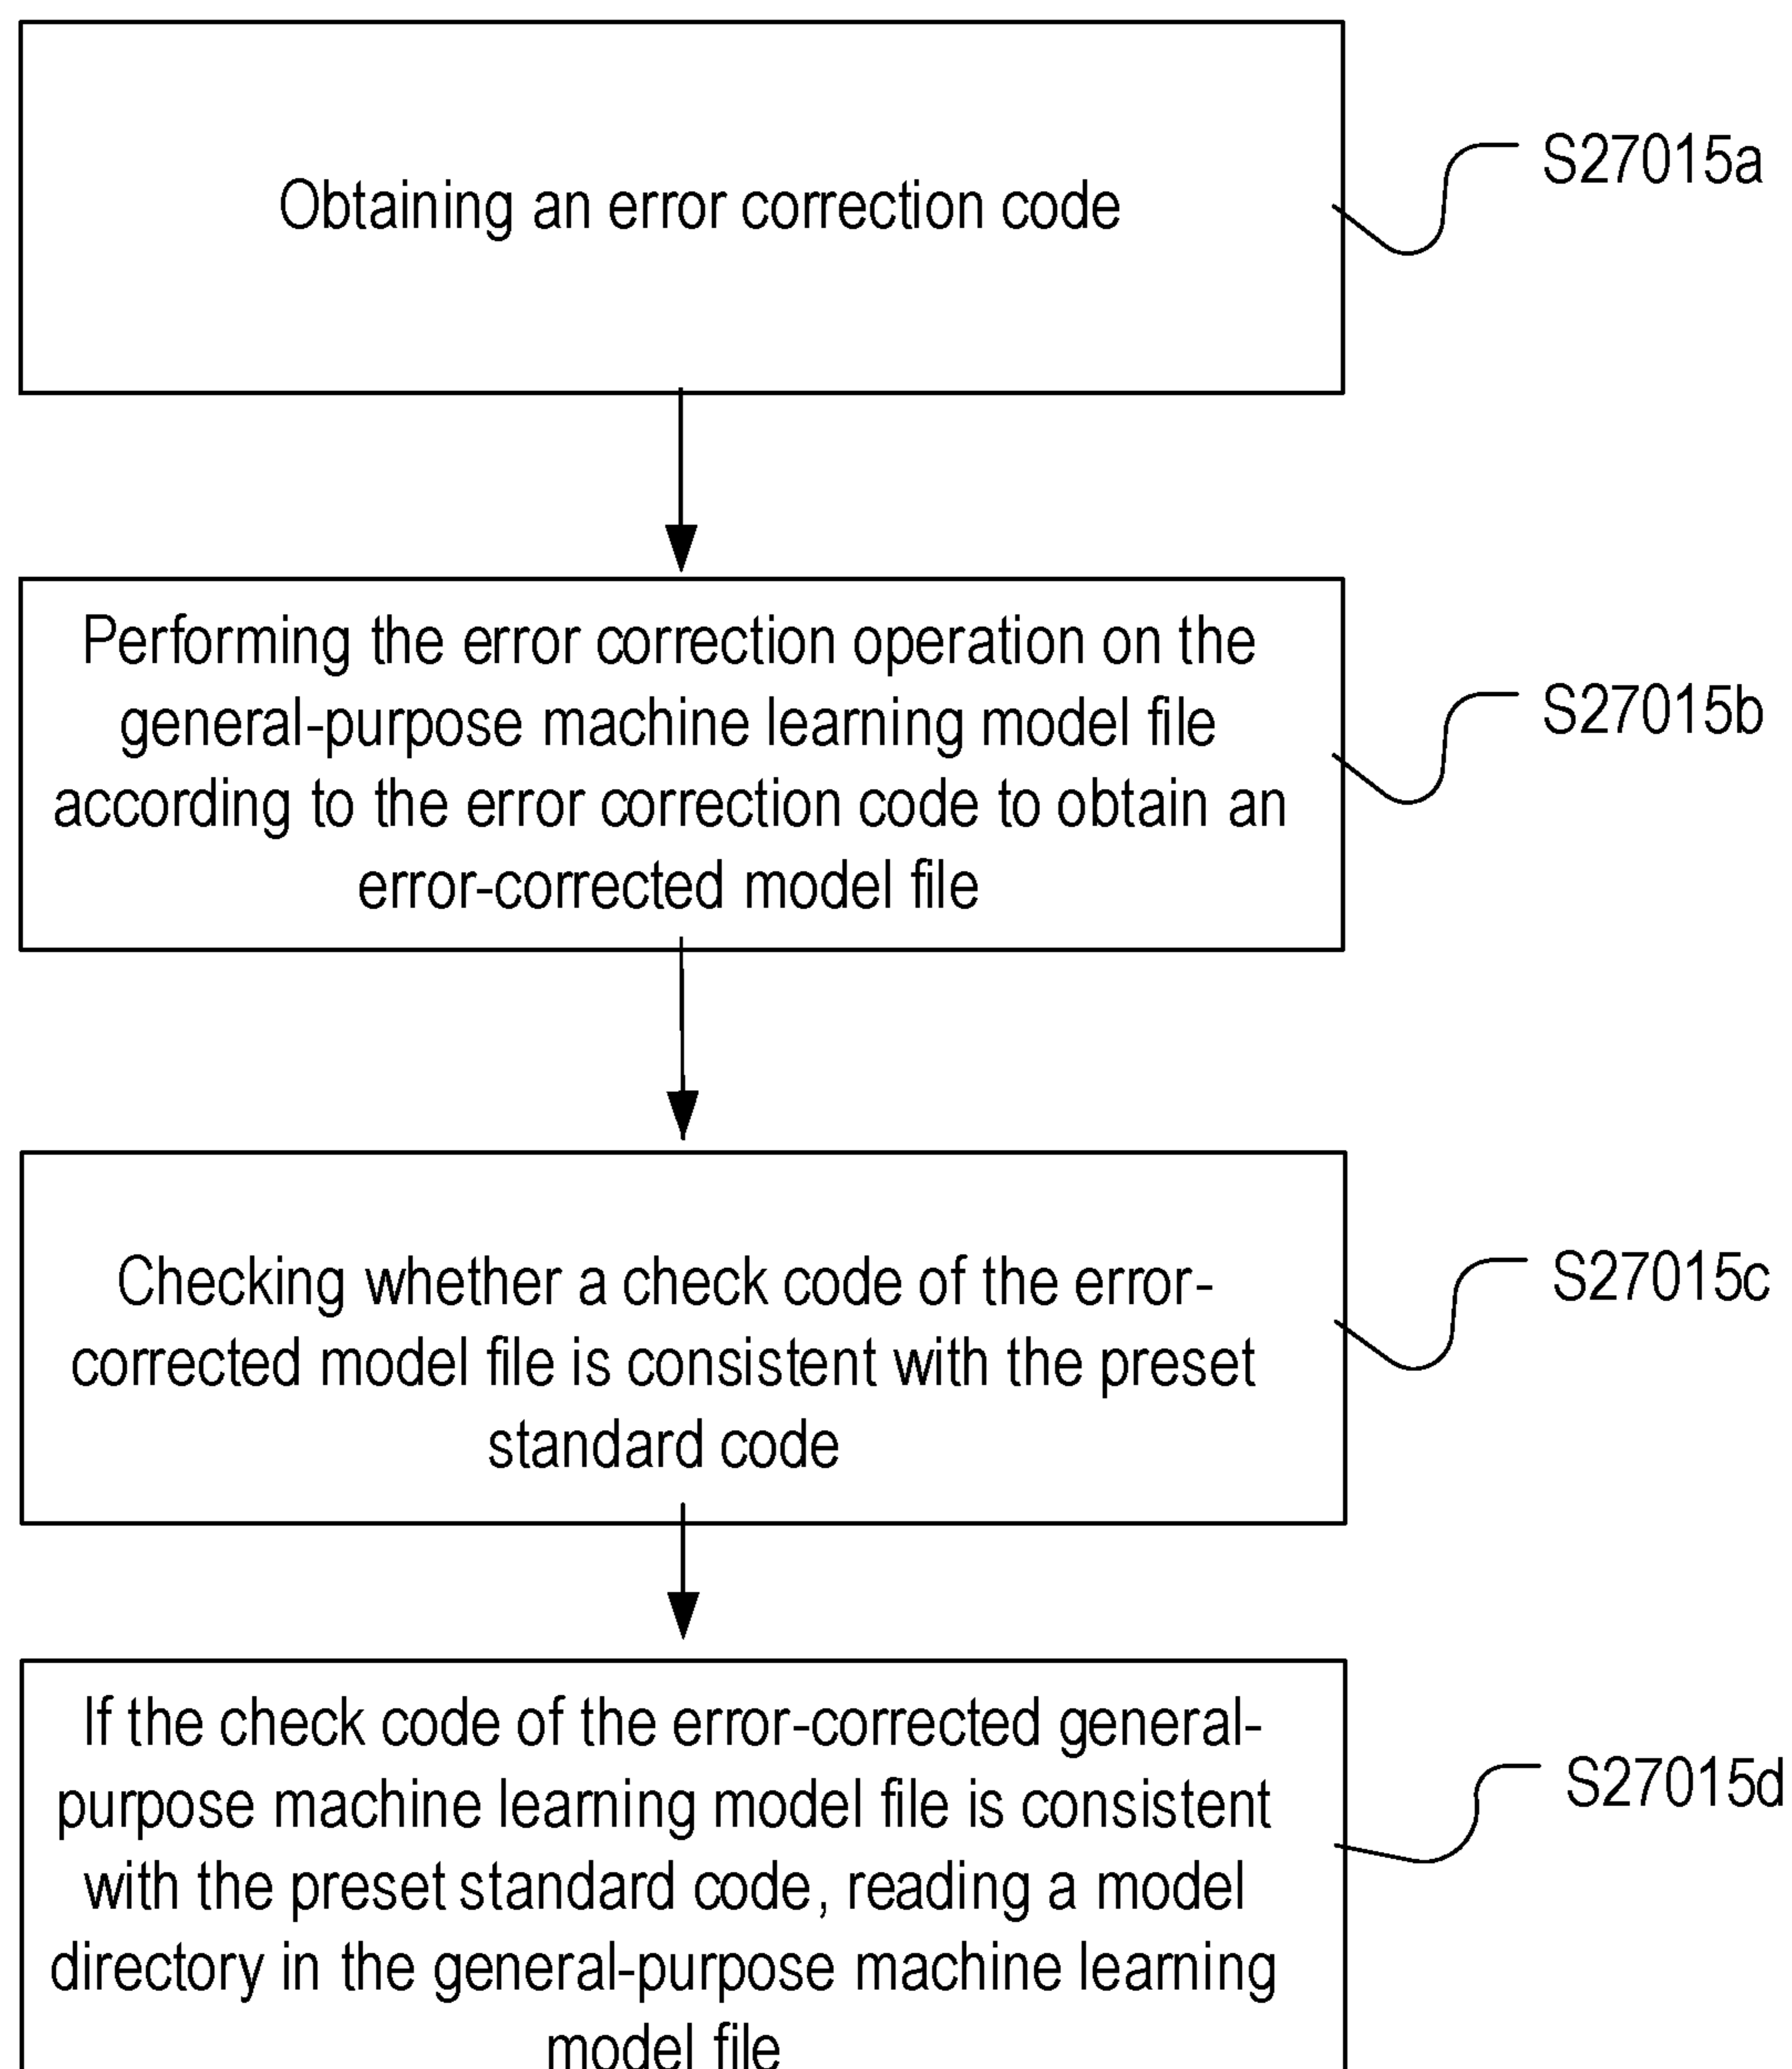 Obtaining an error correction code
S27015a
Performing the error correction operation on the
general-purpose machine learning model file
according to the error correction code to obtain an
error-corrected model file
S27015b
Checking whether a check code of the error-
corrected model file is consistent with the preset
standard code
S27015c
If the check code of the error-corrected general-
purpose machine learning model file is consistent
with the preset standard code, reading a model
directory in the general-purpose machine learning
model file
S27015d